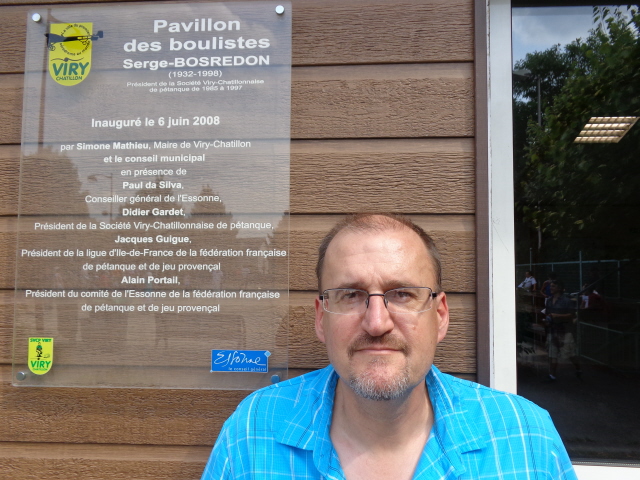 Pavillon
des boulistes
Serge-BOSREDON
(1932-1998)
Président de la Société Viry-Chatillonnaise
de pétanque de 1985 à 1997
VIRY
CHATILLON
Inauguré le 6 juin 2008
par Simone Mathieu, Maire de Viry-Chatillon
et le conseil municipal
en présence de
Paul da Silva,
Conseiller général de l'Essonne,
Didier Gardet,
Président de la Société Viry-Chatillonnaise de pétanque,
Jacques Guigue,
Président de la ligue d'Ile-de-France de la fédération française
de pétanque et de jeu provençal
Alain Portail,
Président du comité de l'Essonne de la fédération française
de pétanque et de jeu provençal
VIRY
Essonne
le conseil général